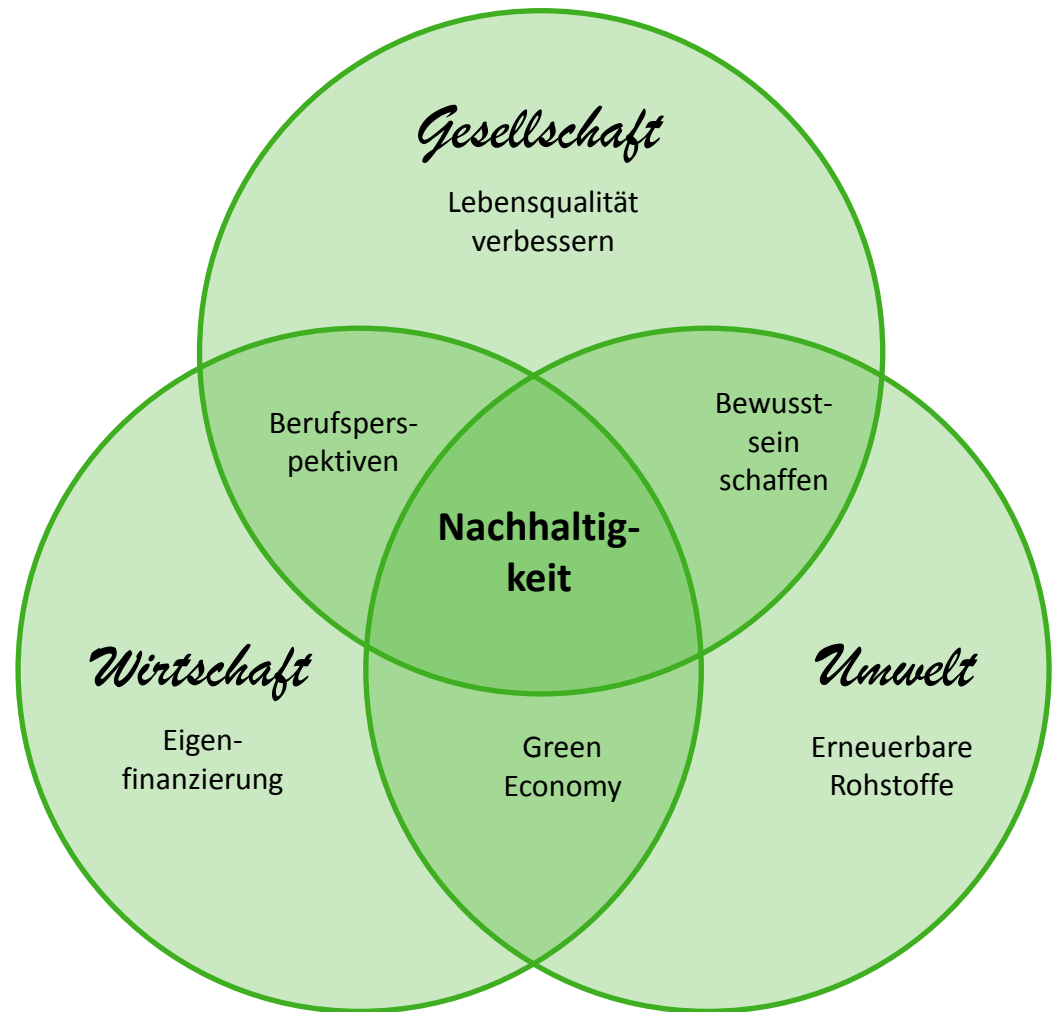 Gesellschaft
Lebensqualität
verbessern
Berufspers-
pektiven
Bewusst-
sein
schaffen
Nachhaltig-
keit
Wirtschaft
Eigen-
finanzierung
Green
Economy
Umwelt
Erneuerbare
Rohstoffe